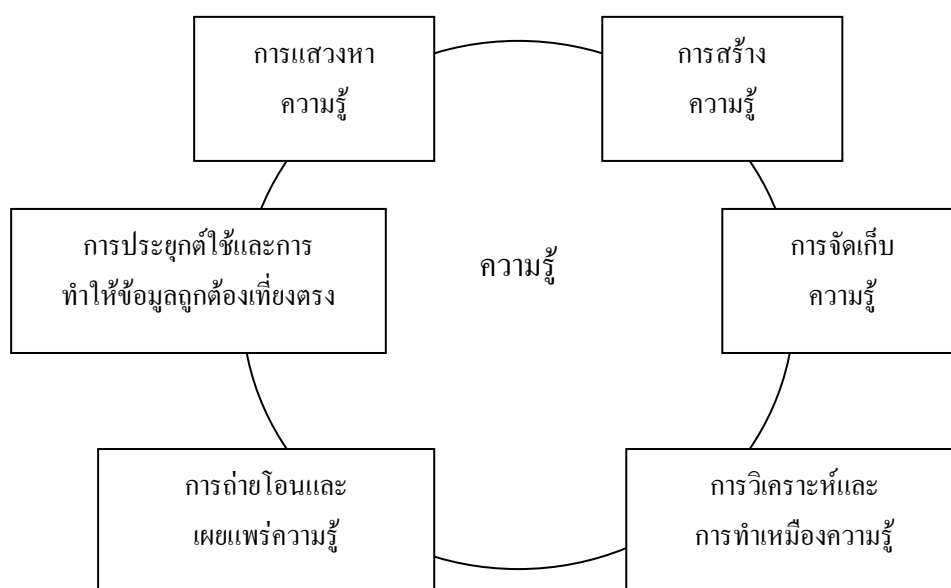 การแสวงหา
ความรู้
การสร้าง
ความรู้
การประยุกต์ใช้และการ
ทำให้ข้อมูลถูกต้องเที่ยงตรง
ความรู้
การจัดเก็บ
ความรู้
การถ่ายโอนและ
เผยแพร่ความรู้
การวิเคราะห์และ
การทำเหมืองความรู้